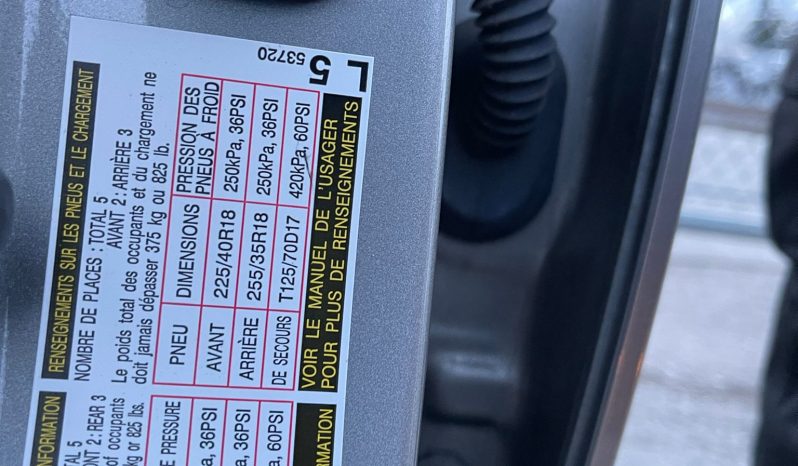 RENSEIGNEMENTS SUR LES PNEUS ET LE CHARGEMENT
NOMBRE DE PLACES : TOTAL 5
AVANT 2 : ARRIÈRE 3
Le poids total des occupants et du chargement ne
doit jamais dépasser 375 kg ou 825 lb.
PNEU DIMENSIONS PRESSION DES PNEUS À FROID
AVANT 225/40R18 250kPa, 36PSI
ARRIÈRE 255/35R18 250kPa, 36PSI
DE SECOURS T125/70D17 420kPa, 60PSI
VOIR LE MANUEL DE L'USAGER
POUR PLUS DE RENSEIGNEMENTS
L
5
53720
INFORMATION
TAL 5
ONT 2 : REAR 3
of occupants
kg or 825 lbs.
E PRESSURE
a, 36PSI
a, 36PSI
a, 60PSI
RMATION